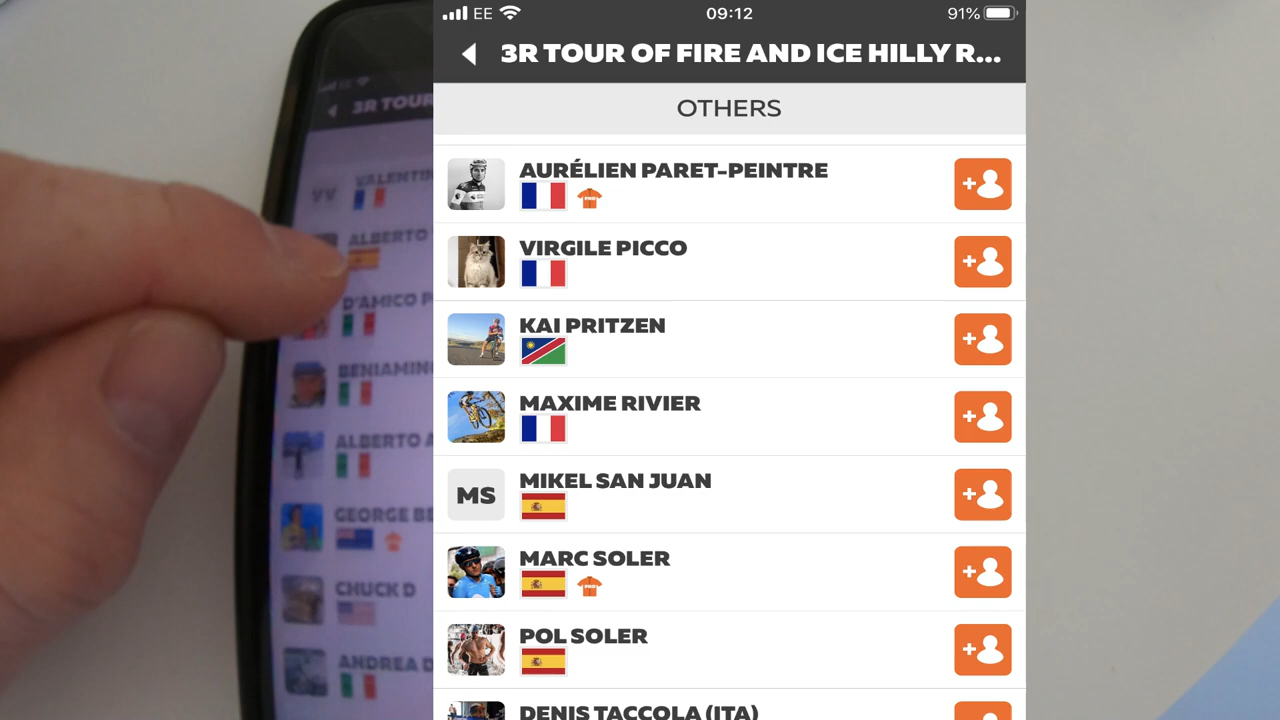 EE 09:12 91%
3R TOUR OF FIRE AND ICE HILLY R...
OTHERS
AURÉLIEN PARET-PEINTRE
VIRGILE PICCO
KAI PRITZEN
MAXIME RIVIER
MS MIKEL SAN JUAN
MARC SOLER
POL SOLER
DENIS TACCOLA (ITA)
3R TOUR
VV VALENTIN
ALBERTO
D'AMICO P
BENIAMIN
ALBERTO A
GEORGE BE
CHUCK D
ANDREA D